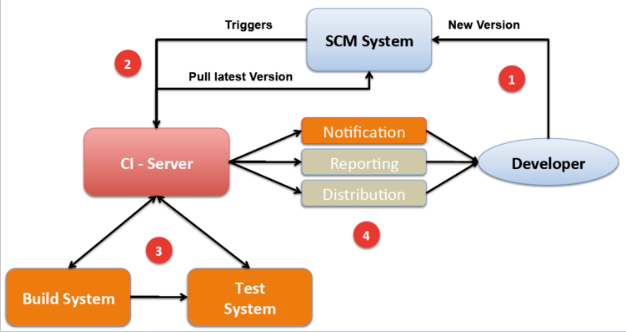 Triggers
SCM System
New Version
2
1
Pull latest Version
Notification
CI - Server
Reporting
Developer
Distribution
4
3
Build System
Test
System